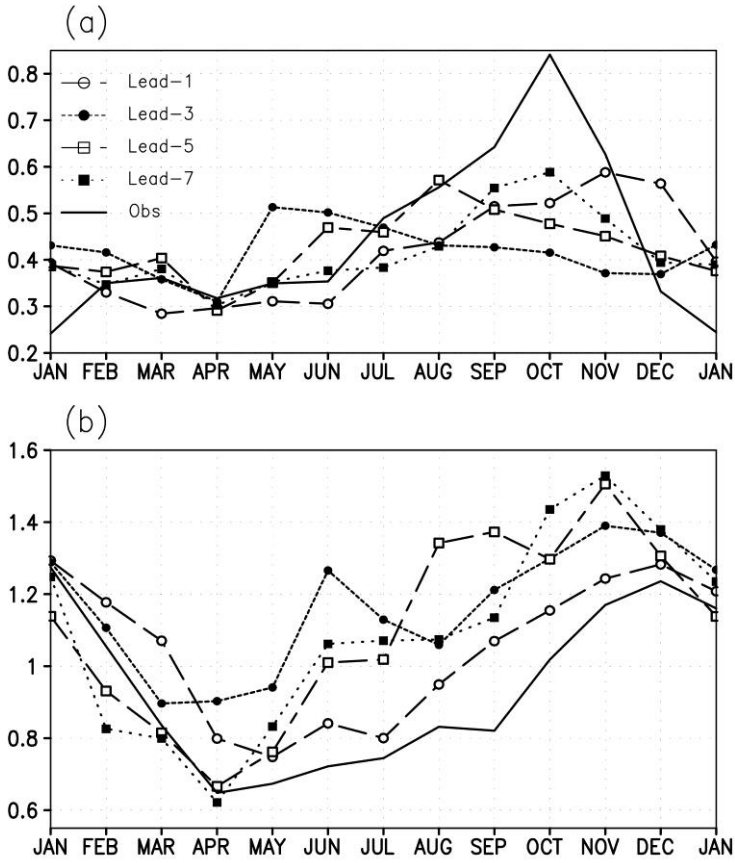 (a)
0.8
0.7
0.6
0.5
0.4
0.3
0.2
Lead-1
Lead-3
Lead-5
Lead-7
Obs
JAN FEB MAR APR MAY JUN JUL AUG SEP OCT NOV DEC JAN
(b)
1.6
1.4
1.2
1
0.8
0.6
JAN FEB MAR APR MAY JUN JUL AUG SEP OCT NOV DEC JAN